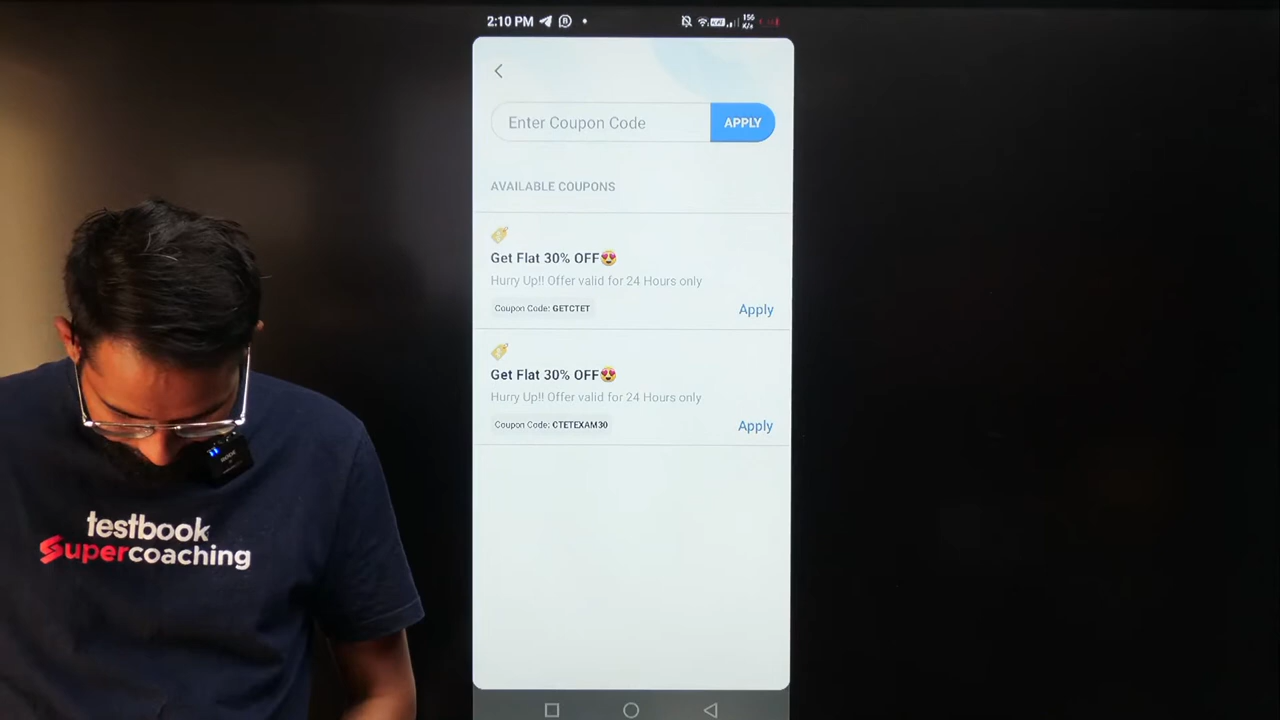 2:10 PM
Enter Coupon Code
APPLY
AVAILABLE COUPONS
Get Flat 30% OFF😍
Hurry Up!! Offer valid for 24 Hours only
Coupon Code: GETCTET
Apply
Get Flat 30% OFF😍
Hurry Up!! Offer valid for 24 Hours only
Coupon Code: CTETEXAM30
Apply
testbook
Supercoaching